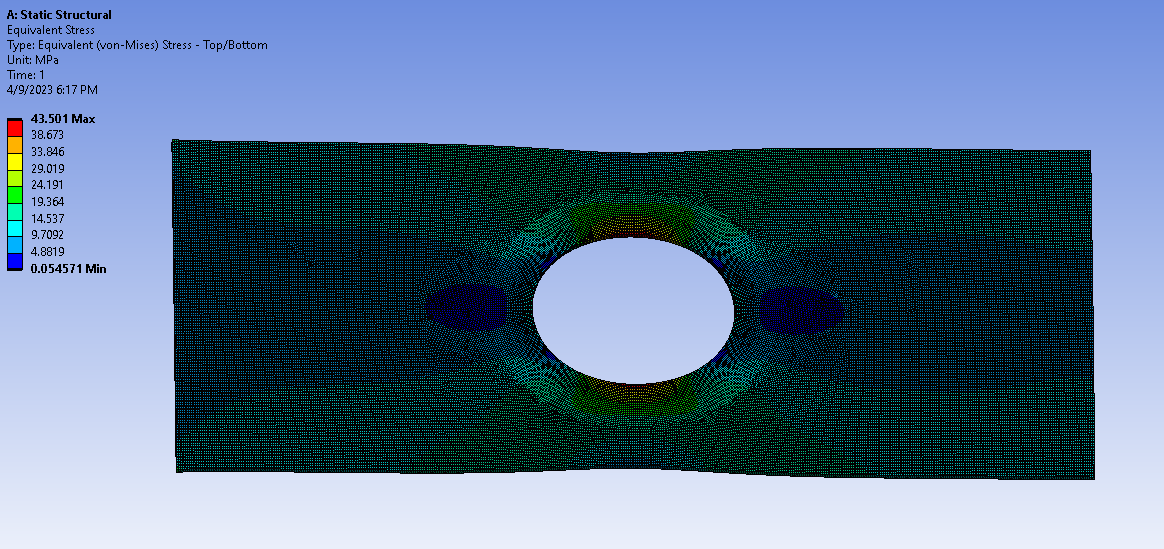 A: Static Structural
Equivalent Stress
Type: Equivalent (von-Mises) Stress - Top/Bottom
Unit: MPa
Time: 1
4/9/2023 6:17 PM
43.501 Max
38.673
33.846
29.019
24.191
19.364
14.537
9.7092
4.8819
0.054571 Min